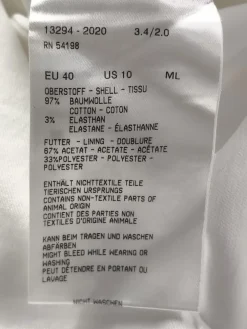 13294 - 2020 3.4/2.0
RN 54198
EU 40 US 10 ML
OBERSTOFF - SHELL - TISSU
97% BAUMWOLLE
COTTON - COTON
3% ELASTHAN
ELASTANE - ÉLASTHANNE
FUTTER - LINING - DOUBLURE
67% ACETAT - ACETATE - ACÉTATE
33%POLYESTER - POLYESTER -
POLYESTER
ENTHÄLT NICHTTEXTILE TEILE
TIERISCHEN URSPRUNGS
CONTAINS NON-TEXTILE PARTS OF
ANIMAL ORIGIN
CONTIENT DES PARTIES NON
TEXTILES D'ORIGINE ANIMALE
KANN BEIM TRAGEN UND WASCHEN
ABFÄRBEN
MIGHT BLEED WHILE WEARING OR
WASHING
PEUT DÉTENDRE EN PORTANT OU
LAVAGE
NICHT WASCHEN